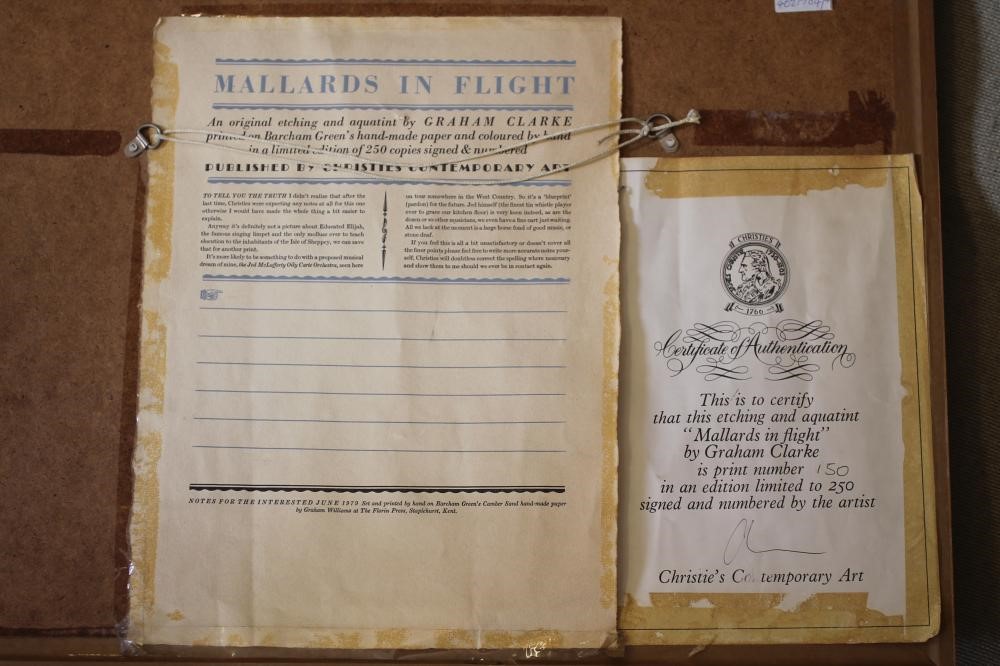 MALLARDS IN FLIGHT
An original etching and aquatint by GRAHAM CLARKE
printed on Barcham Green's hand-made paper and coloured by hand
in a limited edition of 250 copies signed & numbered
PUBLISHED BY CHRISTIES CONTEMPORARY ART
TO TELL YOU THE TRUTH I didn't realise that after the
last time, Christies were expecting any notes at all for this one
otherwise I would have made the whole thing a bit easier to
explain.
Anyway it's definitely not a picture about Educated Elijah,
the famous singing limpet and the only mollusc ever to teach
elocution to the inhabitants of the Isle of Sheppey, we can save
that for another print.
It's more likely to be something to do with a proposed musical
dream of mine, the Jed McLafferty Oily Carte Orchestra, seen here
on tour somewhere in the West Country. So it's a 'blueprint'
(pardon) for the future. Jed himself (the finest tin whistle player
ever to grace our kitchen floor) is very keen indeed, as are the
dozen or so other musicians, we even have a fine cart just waiting.
All we lack at the moment is a large horse fond of good music, or
stone deaf.
If you feel this is all a bit unsatisfactory or doesn't cover all
the finer points please feel free to write more accurate notes your-
self, Christies will doubtless correct the spelling where necessary
and show them to me should we ever be in contact again.
NOTES FOR THE INTERESTED JUNE 1979 Set and printed by hand on Barcham Green's Camber Sand hand-made paper
by Graham Williams at The Florin Press, Staplehurst, Kent.
CHRISTIE'S
1766
Certificate of Authentication
This is to certify
that this etching and aquatint
"Mallards in flight"
by Graham Clarke
is print number 150
in an edition limited to 250
signed and numbered by the artist
Christie's Contemporary Art